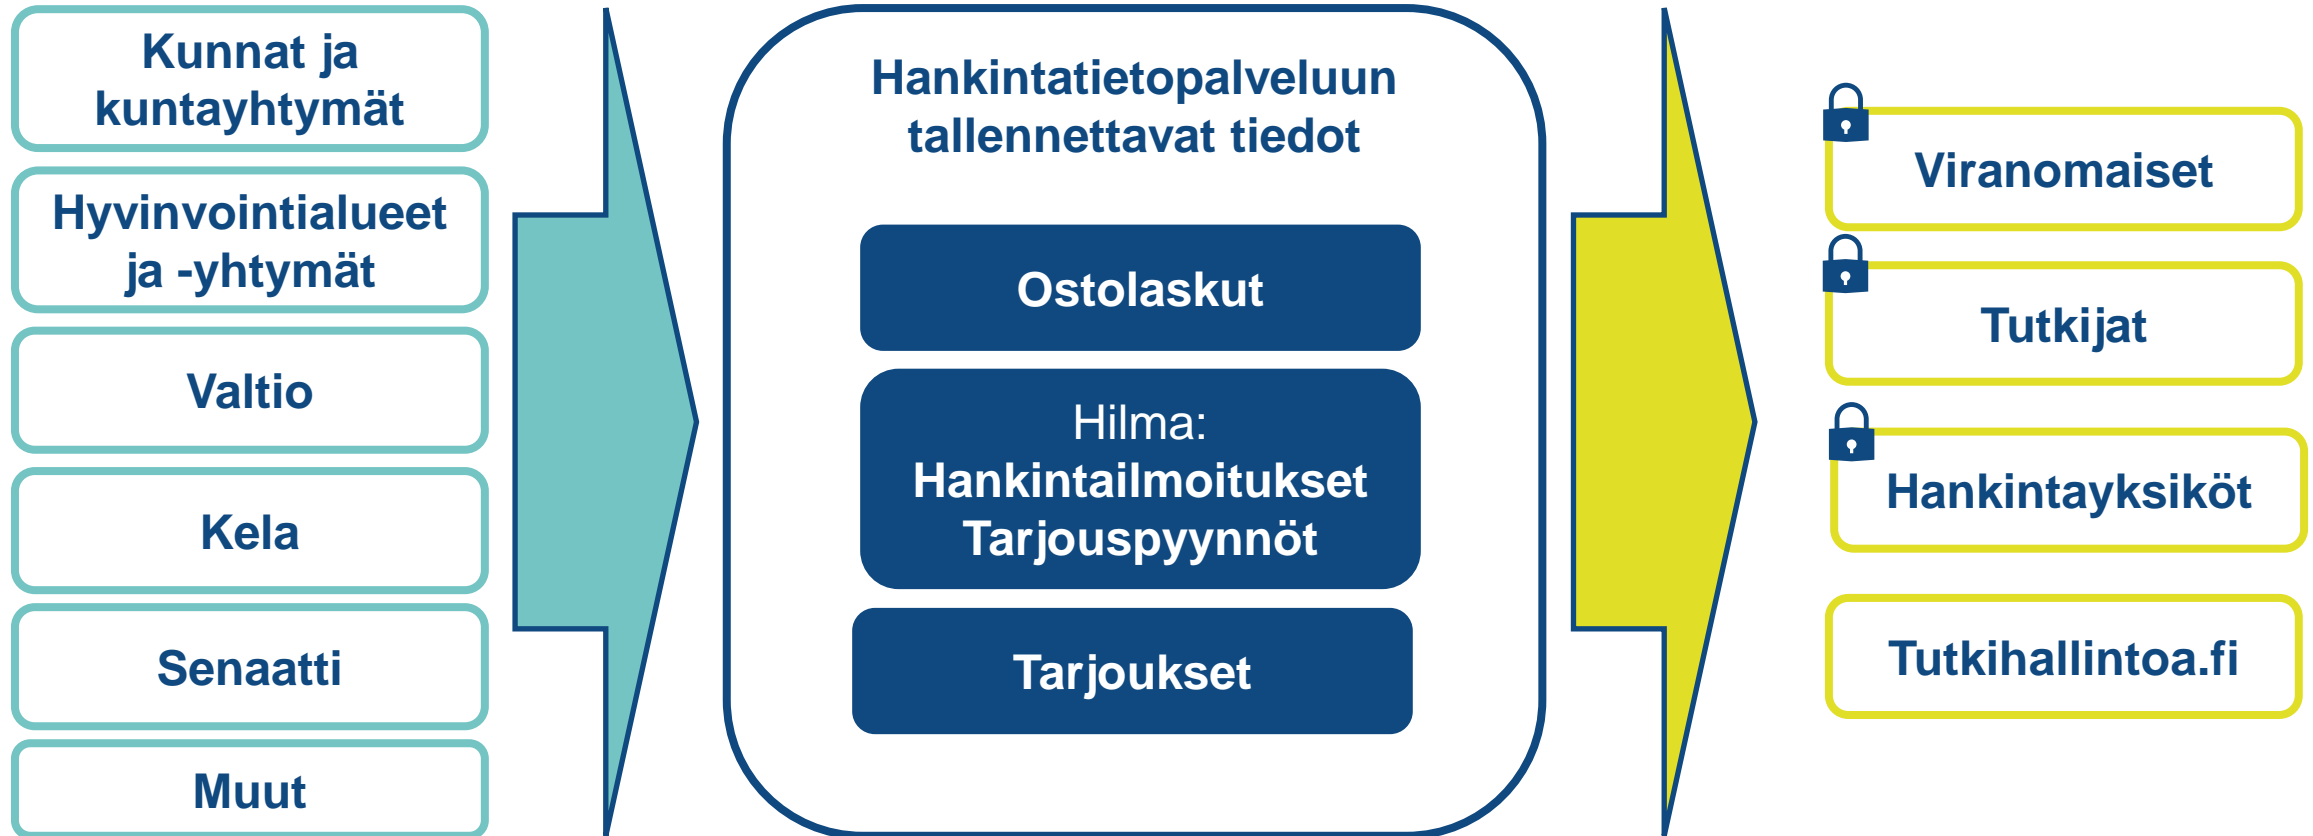 Kunnat ja
kuntayhtymät
Hyvinvointialueet
ja -yhtymät
Valtio
Kela
Senaatti
Muut
Hankintatietopalveluun
tallennettavat tiedot
Ostolaskut
Hilma:
Hankintailmoitukset
Tarjouspyynnöt
Tarjoukset
Viranomaiset
Tutkijat
Hankintayksiköt
Tutkihallintoa.fi